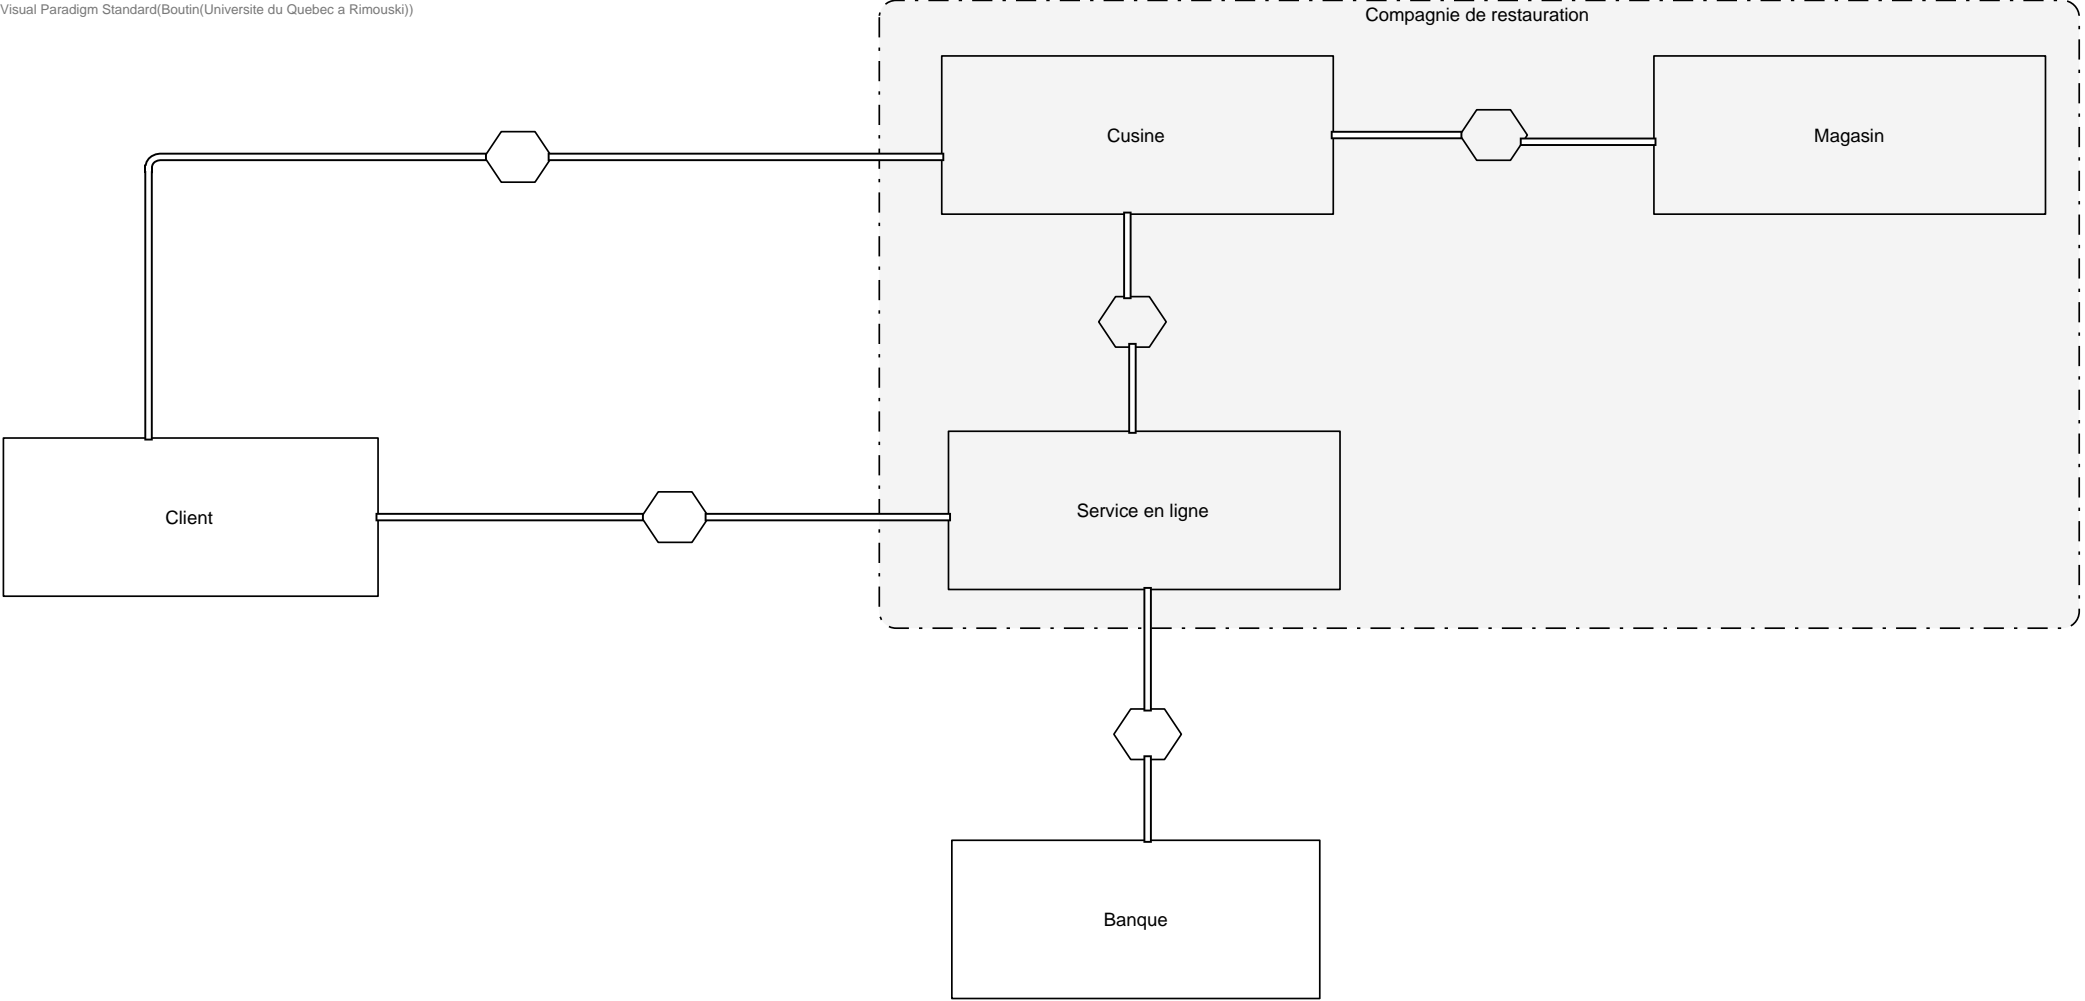 Visual Paradigm Standard(Boutin(Universite du Quebec a Rimouski))
Compagnie de restauration
Cusine
Magasin
Client
Service en ligne
Banque